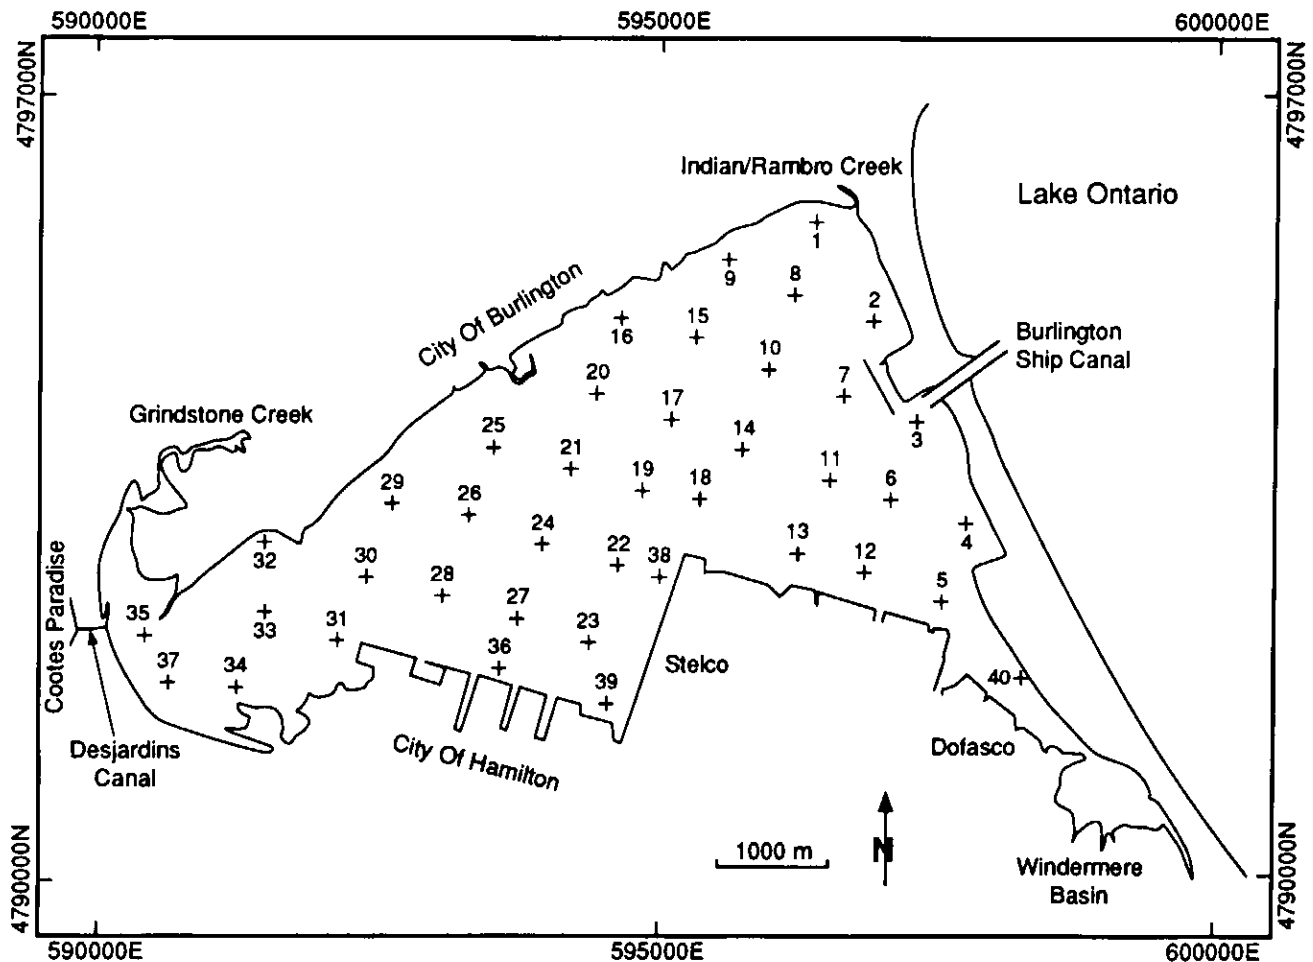 590000E
595000E
600000E
4797000N
4797000N
Indian/Rambro Creek
Lake Ontario
1
9
8
2
City Of Burlington
16
15
Burlington
Ship Canal
10
20
7
17
Grindstone Creek
25
14
3
21
11
19
18
6
29
26
24
13
4
32
22
38
12
30
28
5
Cootes Paradise
35
33
31
27
23
36
Stelco
37
34
39
40
Desjardins
Canal
City Of Hamilton
Dofasco
1000 m
N
Windermere
Basin
4790000N
4790000N
590000E
595000E
600000E